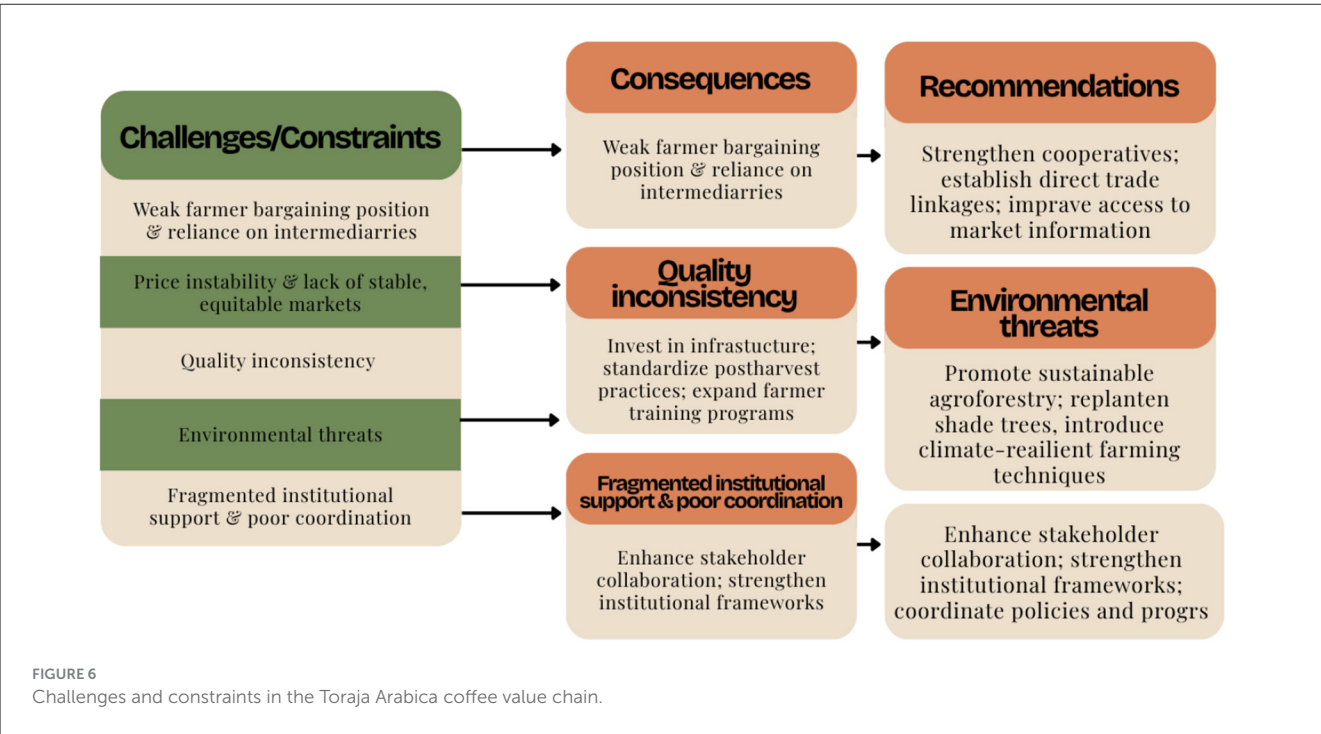 Challenges/Constraints
Weak farmer bargaining position
& reliance on intermediarries
Price instability & lack of stable,
equitable markets
Quality inconsistency
Environmental threats
Fragmented institutional
support & poor coordination
Consequences
Weak farmer bargaining
position & reliance on
intermediarries
Quality
inconsistency
Invest in infrastucture;
standardize postharvest
practices; expand farmer
training programs
Fragmented institutional
support & poor coordination
Enhance stakeholder
collaboration; strengthen
institutional frameworks
Recommendations
Strengthen cooperatives;
establish direct trade
linkages; imprave access to
market information
Environmental
threats
Promote sustainable
agroforestry; replanten
shade trees, introduce
climate-reailient farming
techniques
Enhance stakeholder
collaboration; strengthen
institutional frameworks;
coordinate policies and progrs
FIGURE 6
Challenges and constraints in the Toraja Arabica coffee value chain.